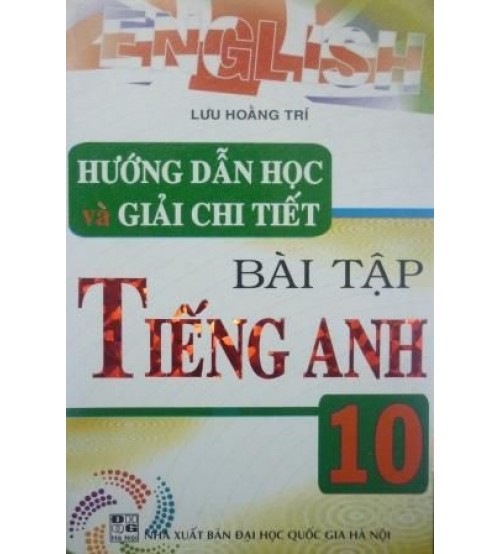 ENGLISH
LƯU HOẰNG TRÍ
HƯỚNG DẪN HỌC
và GIẢI CHI TIẾT
BÀI TẬP
TIẾNG ANH
10
NHÀ XUẤT BẢN ĐẠI HỌC QUỐC GIA HÀ NỘI